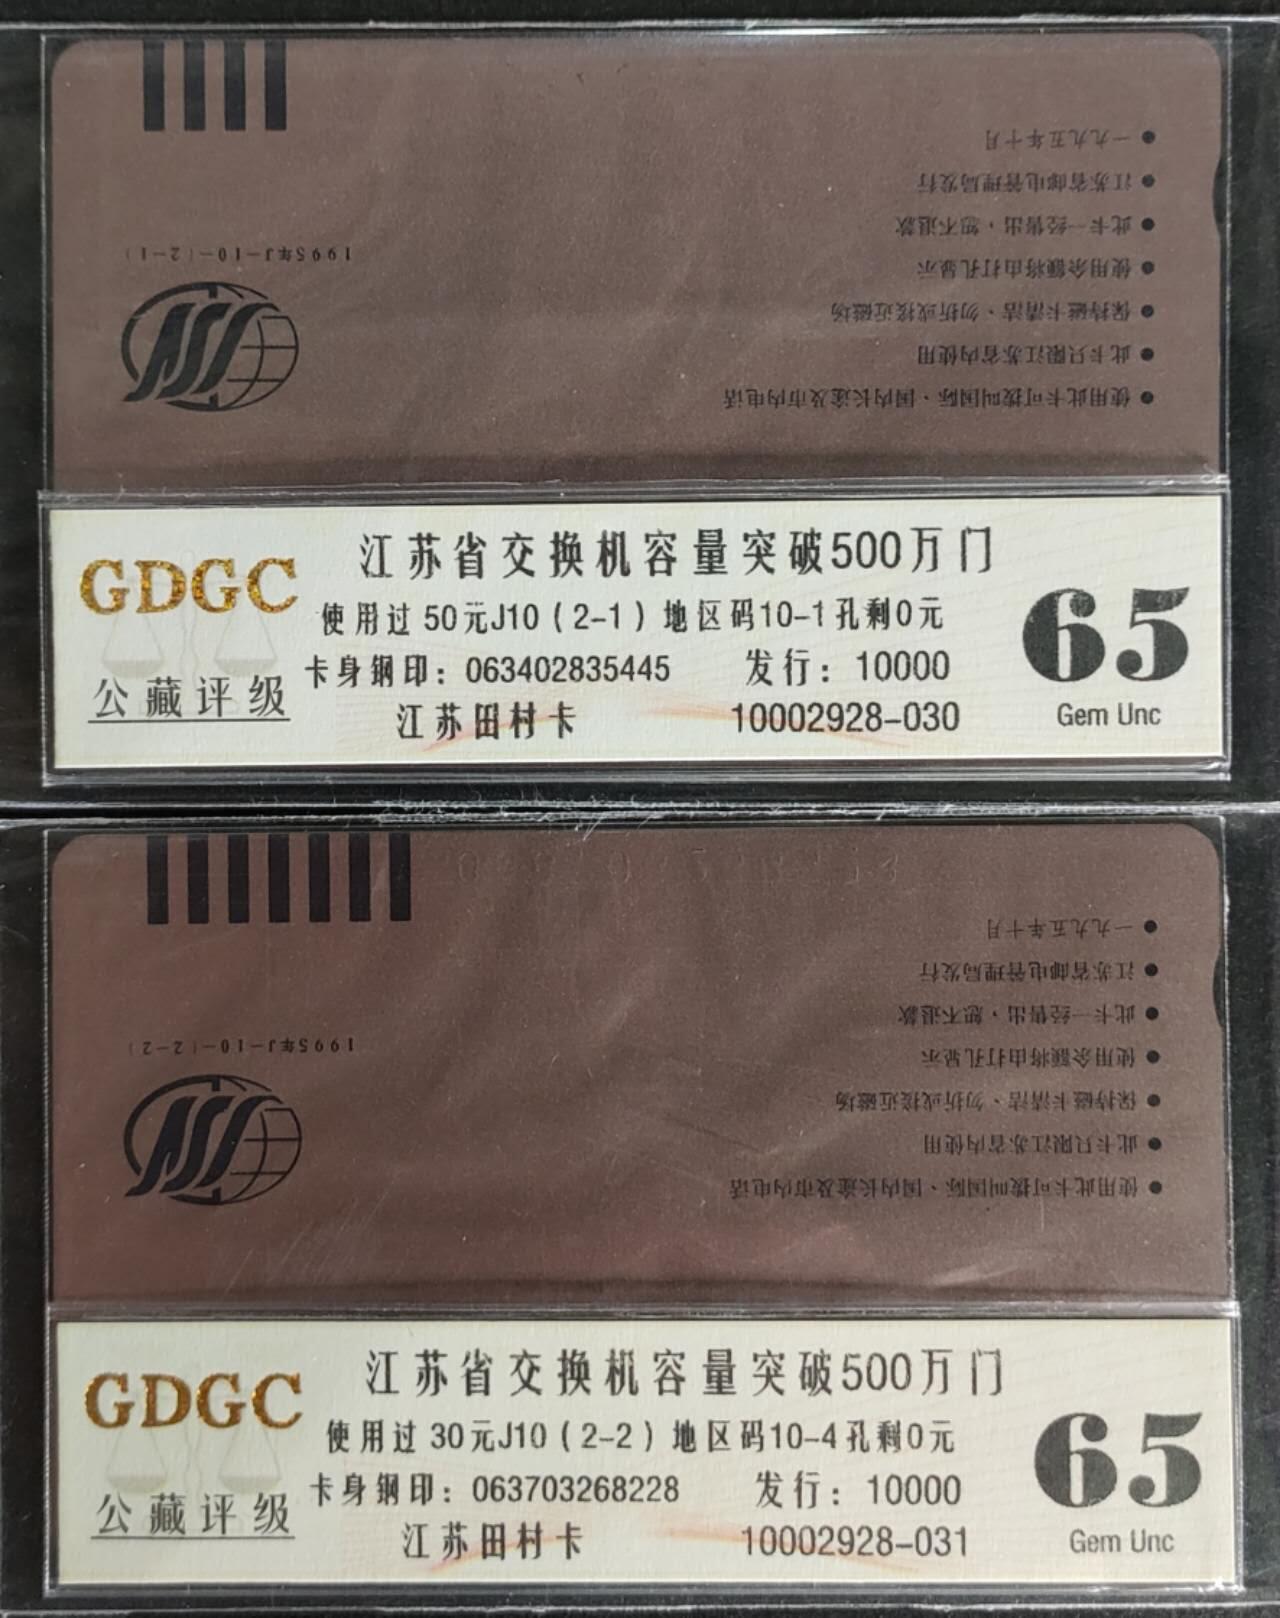 一九九五年十月
江苏省邮电管理局发行
此卡一经售出，恕不退款
使用余额将由打孔显示
保持磁卡清洁、勿折或接近磁场
此卡只限江苏省内使用
使用此卡可拨叫国际、国内长途及市内电话
1995年J-10-(2-1)
GDGC
公藏评级
江苏省交换机容量突破500万门
使用过 50元J10（2-1）地区码10-1孔剩0元
卡身钢印：063402835445 发行：10000
江苏田村卡 10002928-030
65
Gem Unc
一九九五年十月
江苏省邮电管理局发行
此卡一经售出，恕不退款
使用余额将由打孔显示
保持磁卡清洁、勿折或接近磁场
此卡只限江苏省内使用
使用此卡可拨叫国际、国内长途及市内电话
1995年J-10-(2-2)
GDGC
公藏评级
江苏省交换机容量突破500万门
使用过 30元J10（2-2）地区码10-4孔剩0元
卡身钢印：063703268228 发行：10000
江苏田村卡 10002928-031
65
Gem Unc